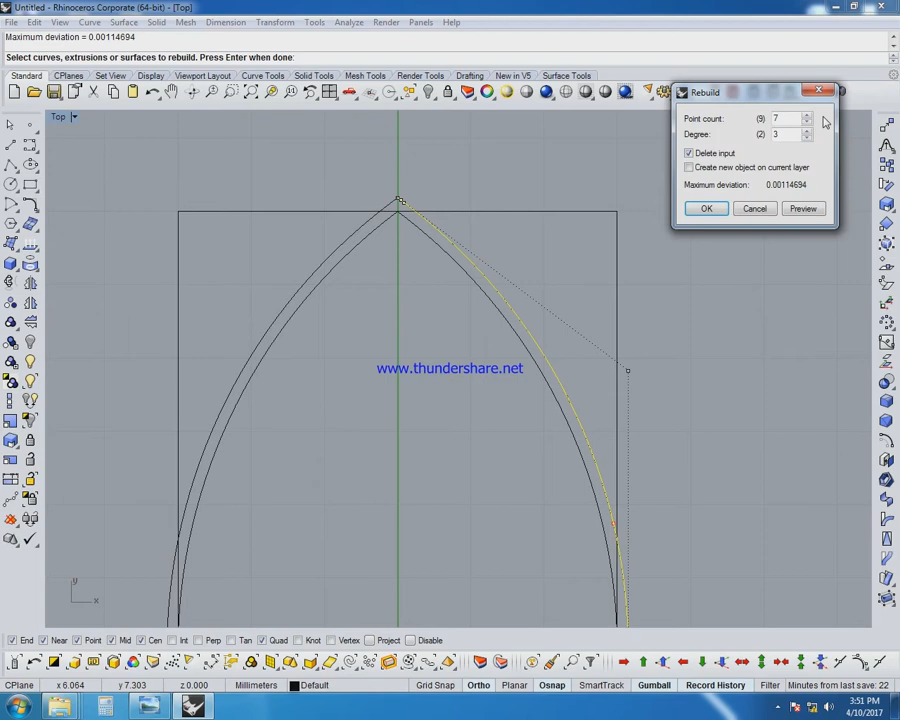 Untitled - Rhinoceros Corporate (64-bit) - [Top]
File Edit View Curve Surface Solid Mesh Dimension Transform Tools Analyze Render Panels Help
Maximum deviation = 0.00114694
Select curves, extrusions or surfaces to rebuild. Press Enter when done:
Standard CPlanes Set View Display Viewport Layout Curve Tools Solid Tools Mesh Tools Render Tools Drafting New in V5 Surface Tools
Top
Rebuild
Point count: (9) 7
Degree: (2) 3
Delete input
Create new object on current layer
Maximum deviation: 0.00114694
OK Cancel Preview
www.thundershare.net
y
x
End Near Point Mid Cen Int Perp Tan Quad Knot Vertex Project Disable
CPlane x 6.064 y 7.303 z 0.000 Millimeters Default Grid Snap Ortho Planar Osnap SmartTrack Gumball Record History Filter Minutes from last save: 22
3:51 PM
4/10/2017